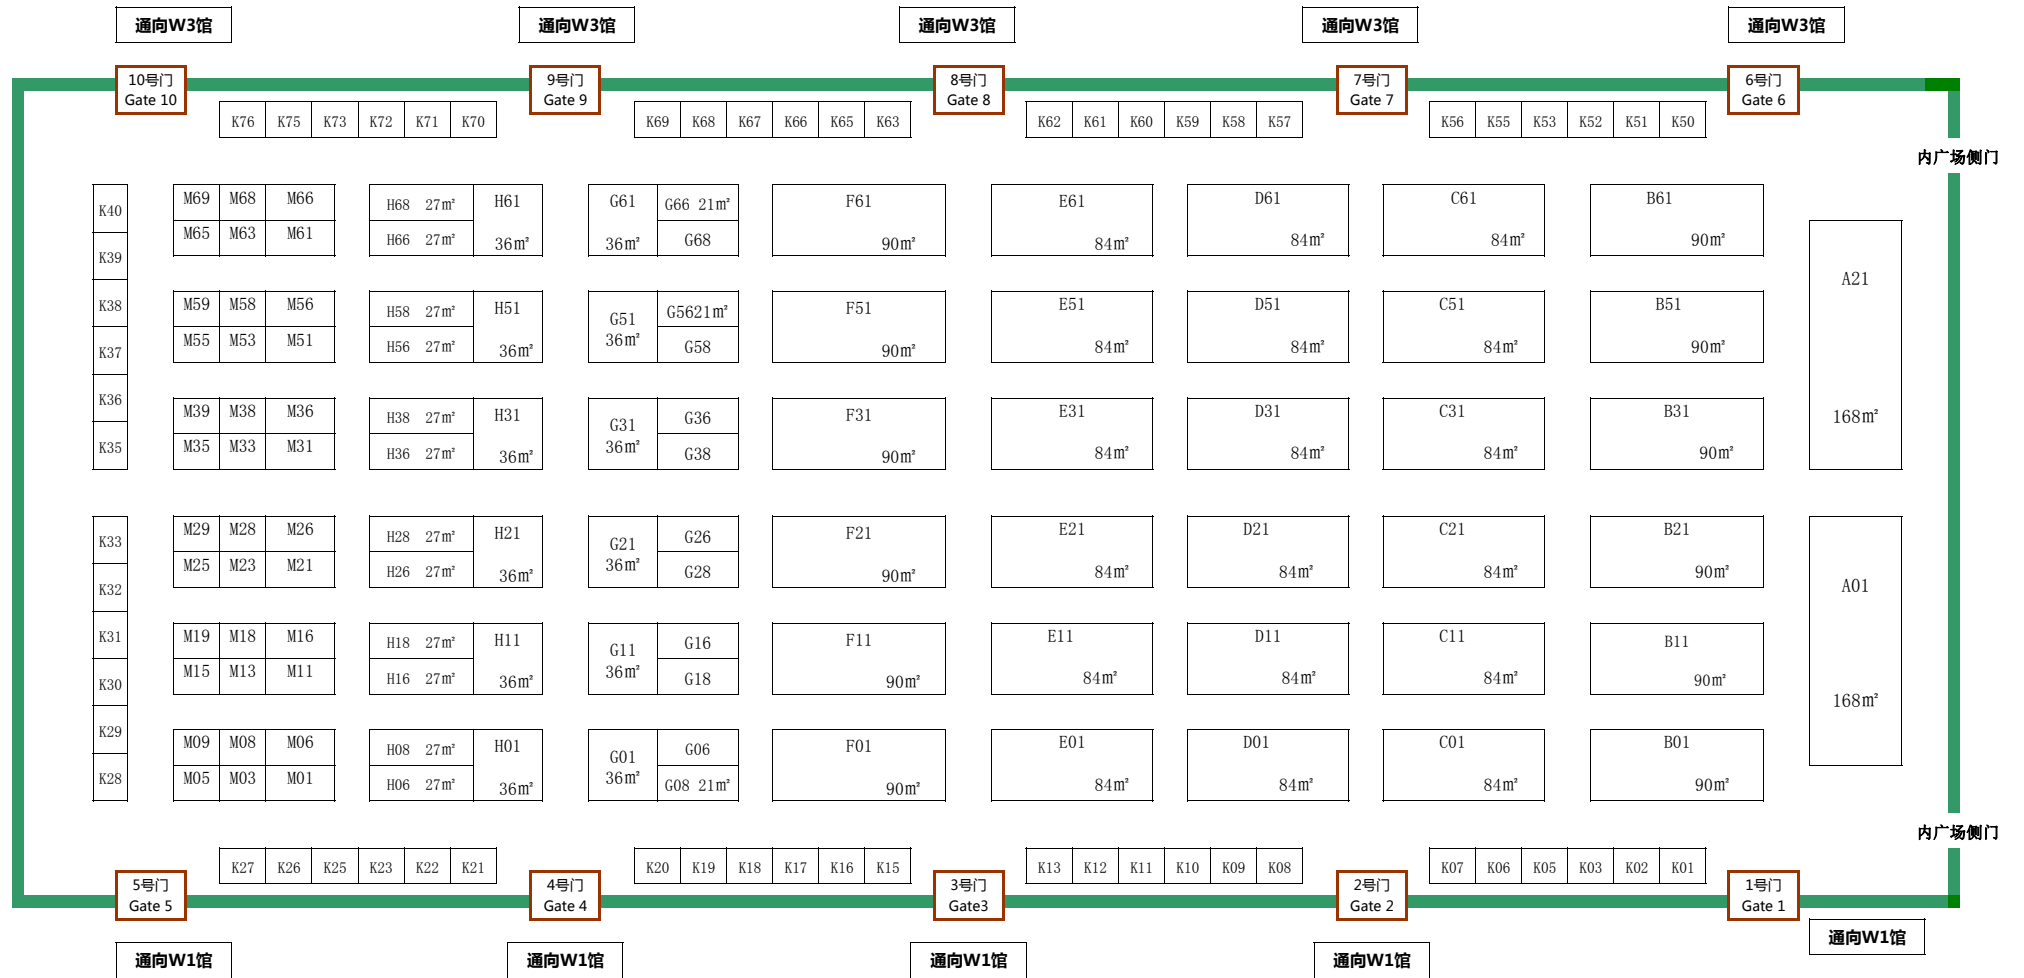 通向W3馆 通向W3馆 通向W3馆 通向W3馆 通向W3馆
10号门 9号门 8号门 7号门 6号门
Gate 10 Gate 9 Gate 8 Gate 7 Gate 6
K76 K75 K73 K72 K71 K70 K69 K68 K67 K66 K65 K63 K62 K61 K60 K59 K58 K57 K56 K55 K53 K52 K51 K50
内广场侧门
K40 M69 M68 M66 H68 27㎡ H61 G61 G66 21㎡ F61 E61 D61 C61 B61
M65 M63 M61 H66 27㎡ 36㎡ 36㎡ G68 90㎡ 84㎡ 84㎡ 84㎡ 90㎡
K39 A21
K38 M59 M58 M56 H58 27㎡ H51 G51 G5621㎡ F51 E51 D51 C51 B51
K37 M55 M53 M51 H56 27㎡ 36㎡ 36㎡ G58 90㎡ 84㎡ 84㎡ 84㎡ 90㎡
K36 M39 M38 M36 H38 27㎡ H31 G31 G36 F31 E31 D31 C31 B31 168㎡
K35 M35 M33 M31 H36 27㎡ 36㎡ 36㎡ G38 90㎡ 84㎡ 84㎡ 84㎡ 90㎡
K33 M29 M28 M26 H28 27㎡ H21 G21 G26 F21 E21 D21 C21 B21
M25 M23 M21 H26 27㎡ 36㎡ 36㎡ G28 90㎡ 84㎡ 84㎡ 84㎡ 90㎡
K32 A01
K31 M19 M18 M16 H18 27㎡ H11 G11 G16 F11 E11 D11 C11 B11
K30 M15 M13 M11 H16 27㎡ 36㎡ 36㎡ G18 90㎡ 84㎡ 84㎡ 84㎡ 90㎡
168㎡
K29 M09 M08 M06 H08 27㎡ H01 G01 G06 F01 E01 D01 C01 B01
K28 M05 M03 M01 H06 27㎡ 36㎡ 36㎡ G08 21㎡ 90㎡ 84㎡ 84㎡ 84㎡ 90㎡
内广场侧门
K27 K26 K25 K23 K22 K21 K20 K19 K18 K17 K16 K15 K13 K12 K11 K10 K09 K08 K07 K06 K05 K03 K02 K01
5号门 4号门 3号门 2号门 1号门
Gate 5 Gate 4 Gate3 Gate 2 Gate 1
通向W1馆 通向W1馆 通向W1馆 通向W1馆 通向W1馆